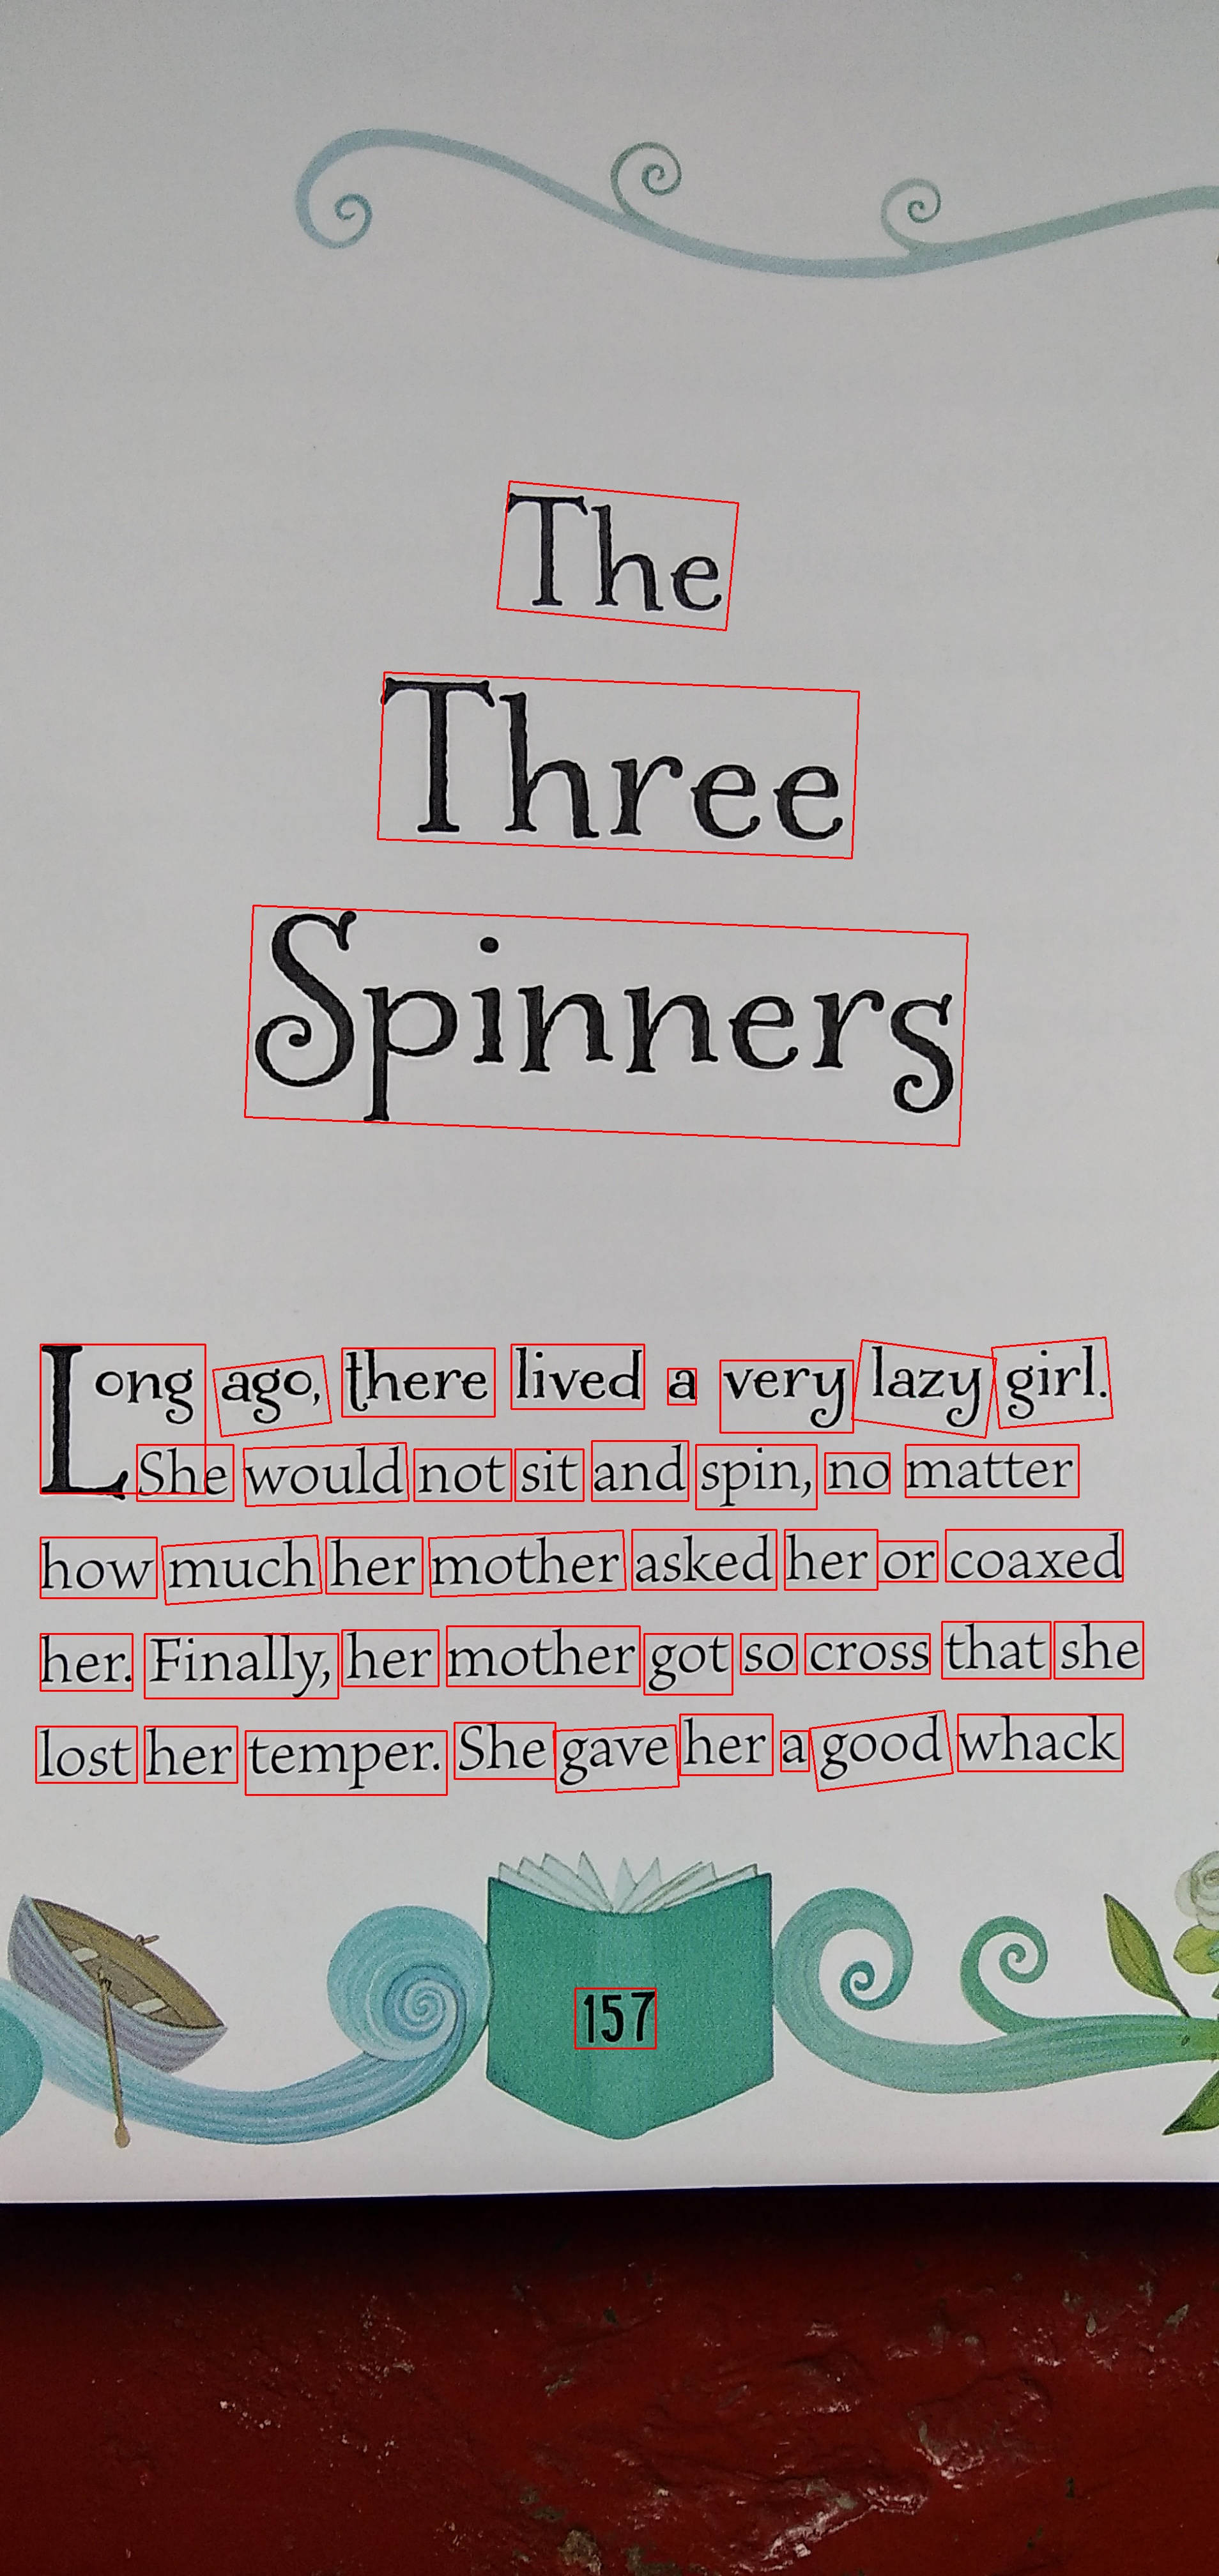 The
Three
Spinners
Long ago, there lived a very lazy girl.
She would not sit and spin, no matter
how much her mother asked her or coaxed
her. Finally, her mother got so cross that she
lost her temper. She gave her a good whack
157